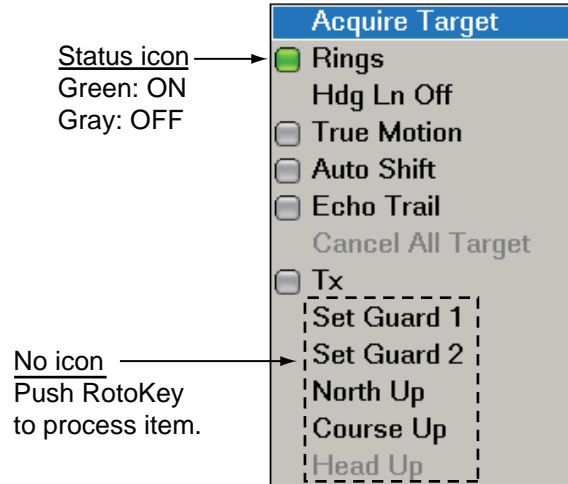 Acquire Target
Status icon
Green: ON
Gray: OFF
Rings
Hdg Ln Off
True Motion
Auto Shift
Echo Trail
Cancel All Target
Tx
Set Guard 1
Set Guard 2
North Up
Course Up
Head Up
No icon
Push RotoKey
to process item.